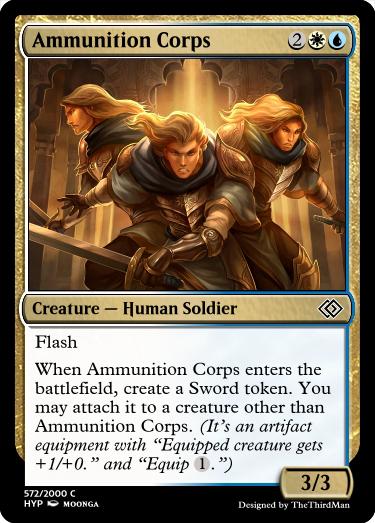 Ammunition Corps 2
Creature — Human Soldier
Flash
When Ammunition Corps enters the
battlefield, create a Sword token. You
may attach it to a creature other than
Ammunition Corps. (It's an artifact
equipment with "Equipped creature gets
+1/+0." and "Equip 1.")
3/3
572/2000 C
HYP MOONGA
Designed by TheThirdMan